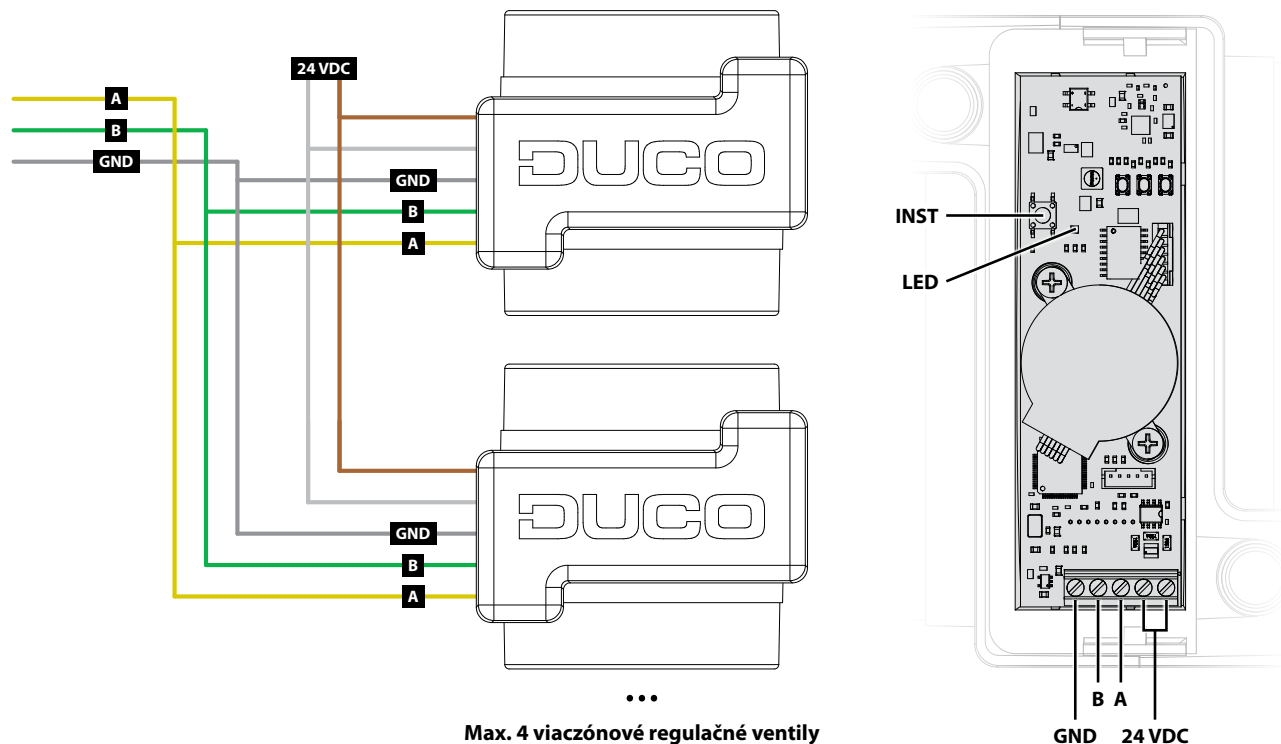 24 VDC
A
B
GND
GND
B
A
DUCO
GND
B
A
DUCO
...
Max. 4 viaczónové regulačné ventily
INST
LED
B A
GND 24 VDC